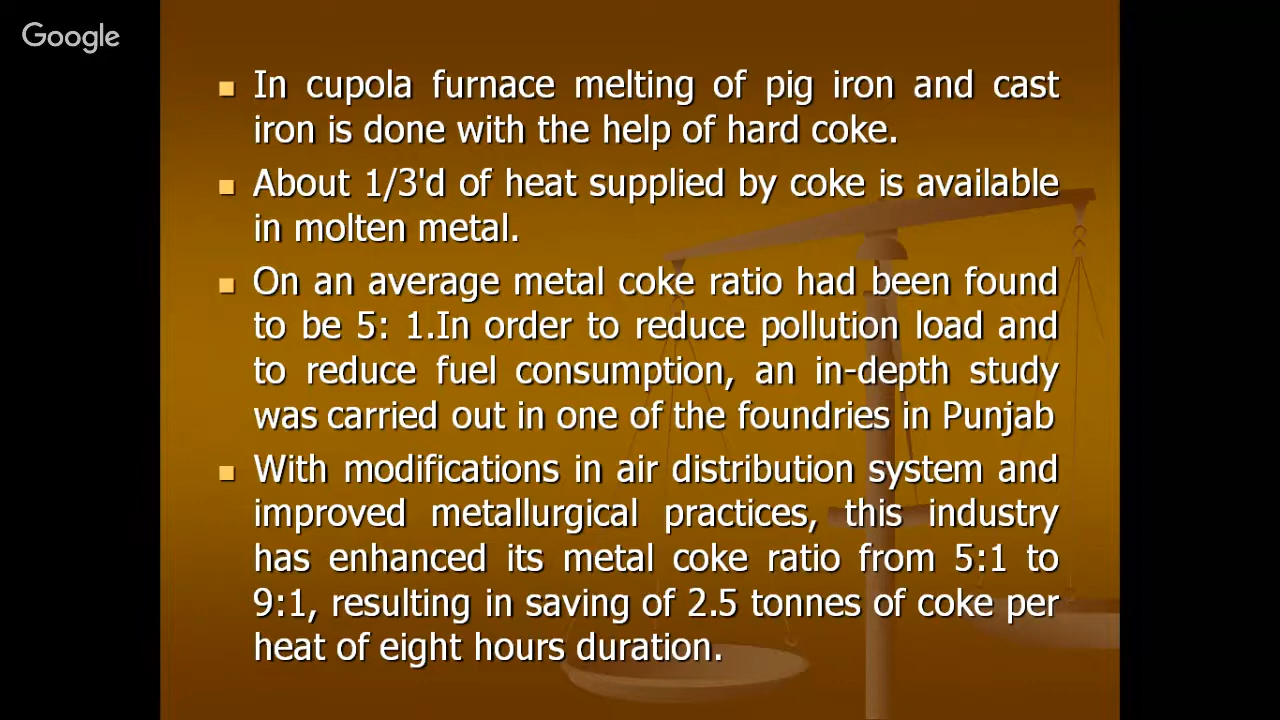 Google
In cupola furnace melting of pig iron and cast
iron is done with the help of hard coke.
About 1/3'd of heat supplied by coke is available
in molten metal.
On an average metal coke ratio had been found
to be 5: 1.In order to reduce pollution load and
to reduce fuel consumption, an in-depth study
was carried out in one of the foundries in Punjab
With modifications in air distribution system and
improved metallurgical practices, this industry
has enhanced its metal coke ratio from 5:1 to
9:1, resulting in saving of 2.5 tonnes of coke per
heat of eight hours duration.